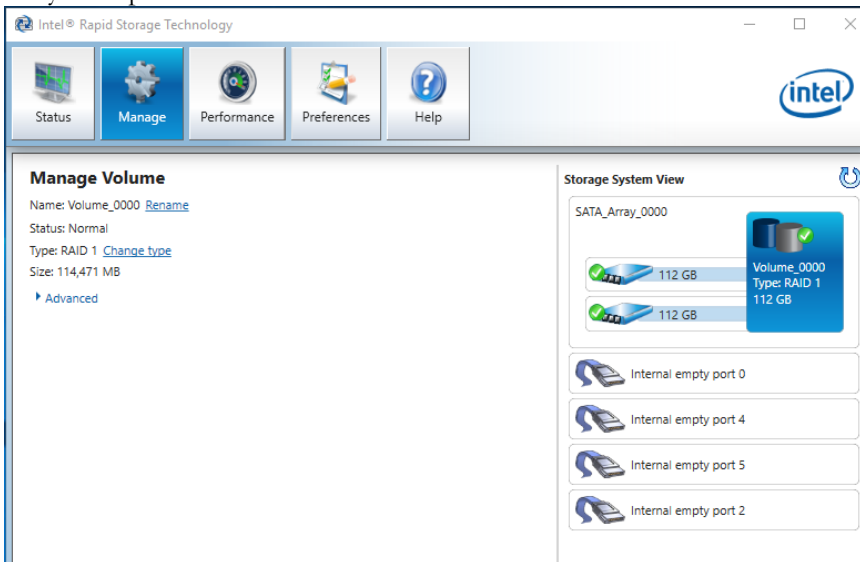 Intel® Rapid Storage Technology
Status
Manage
Performance
Preferences
Help
intel
Manage Volume
Name: Volume_0000 Rename
Status: Normal
Type: RAID 1 Change type
Size: 114,471 MB
Advanced
Storage System View
SATA_Array_0000
112 GB
112 GB
Volume_0000
Type: RAID 1
112 GB
Internal empty port 0
Internal empty port 4
Internal empty port 5
Internal empty port 2